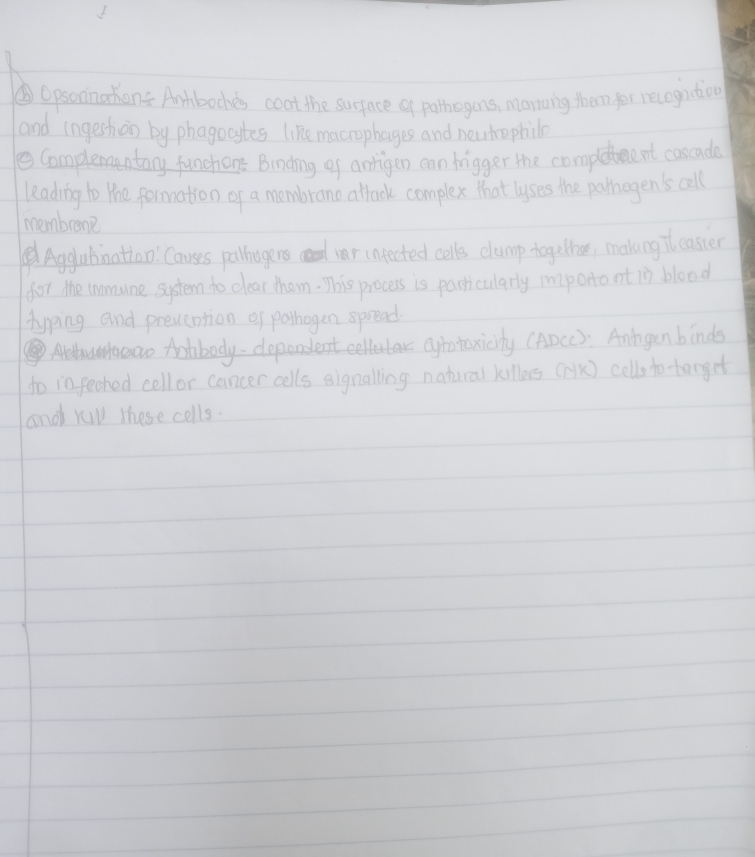 (b) Opsorination: Antibodies coat the surface of pathogens, marking them for recognition
and ingestion by phagocytes like macrophages and neutrophils
(c) Complementary function: Binding of antigen can trigger the complement cascade
leading to the formation of a membrane attack complex that lyses the pathogen's cell
membrane
(d) Agglutination: Causes pathogens or infected cells clump together, making it easier
for the immune system to clear them. This process is particularly important in blood
typing and prevention of pathogen spread.
(e) Antibody-dependent cellular cytotoxicity (ADCC): Antigen binds
to infected cell or cancer cells signalling natural killers (NK) cells to target
and kill these cells.